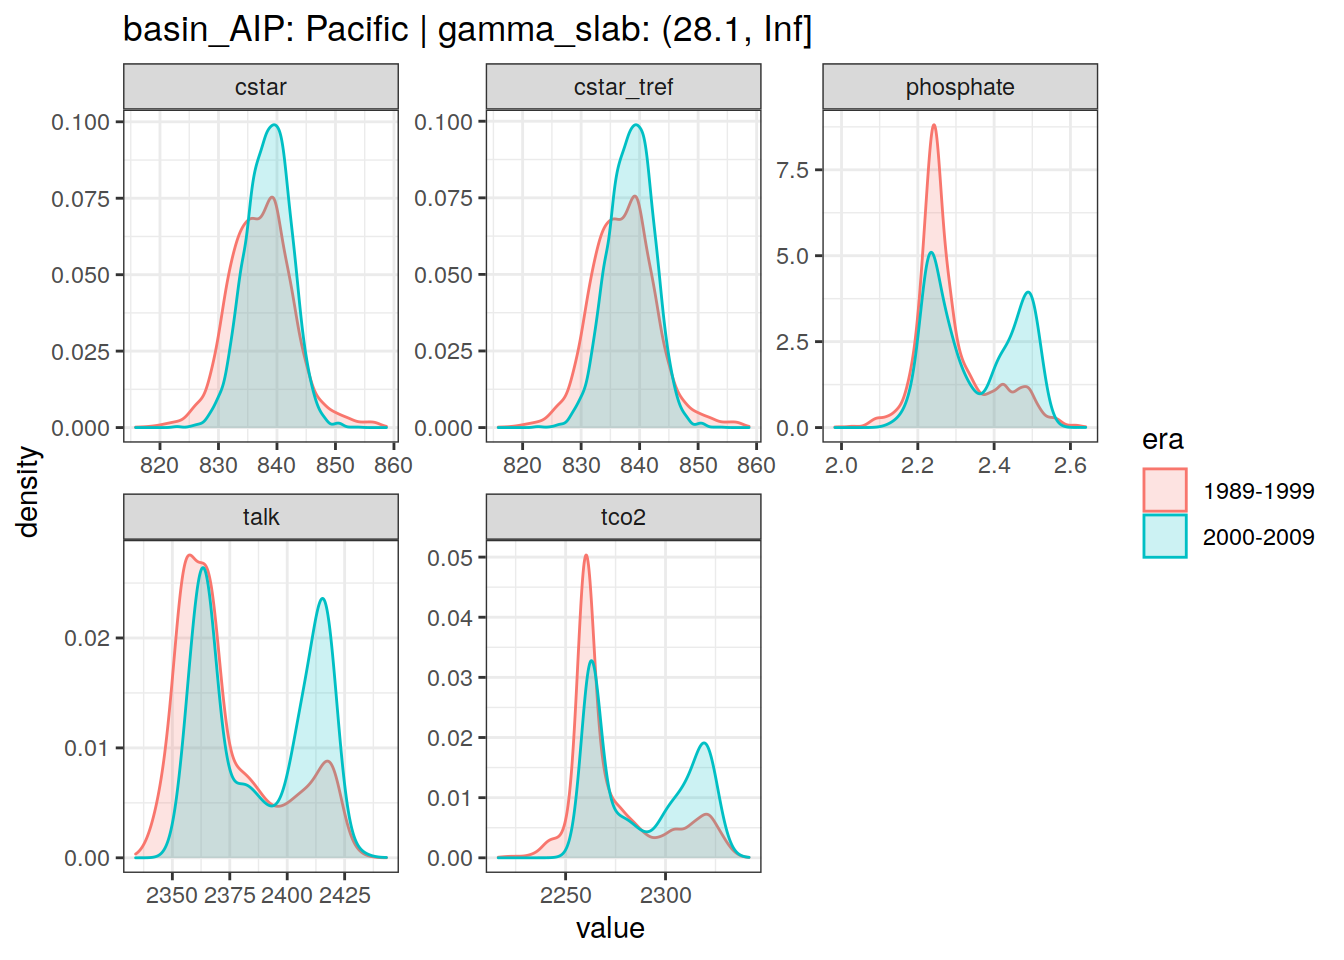 basin_AIP: Pacific | gamma_slab: (28.1, Inf]
cstar
cstar_tref
phosphate
0.100
0.075
0.050
0.025
0.000
820 830 840 850 860
0.100
0.075
0.050
0.025
0.000
820 830 840 850 860
7.5
5.0
2.5
0.0
2.0 2.2 2.4 2.6
talk
tco2
0.02
0.01
0.00
2350 2375 2400 2425
0.05
0.04
0.03
0.02
0.01
0.00
2250 2300
density
value
era
1989-1999
2000-2009